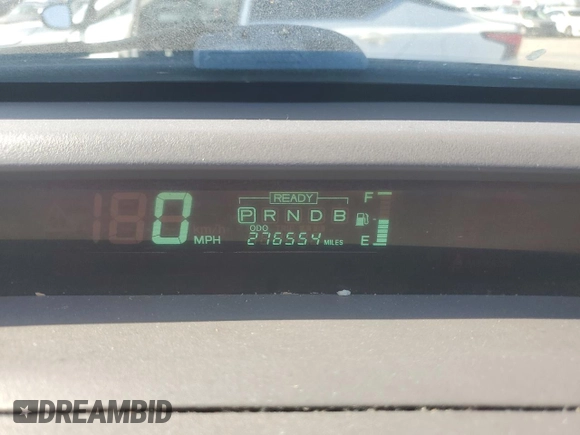 READY
F
0 MPH
P R N D B
ODO
276554 MILES
E
DREAMBID